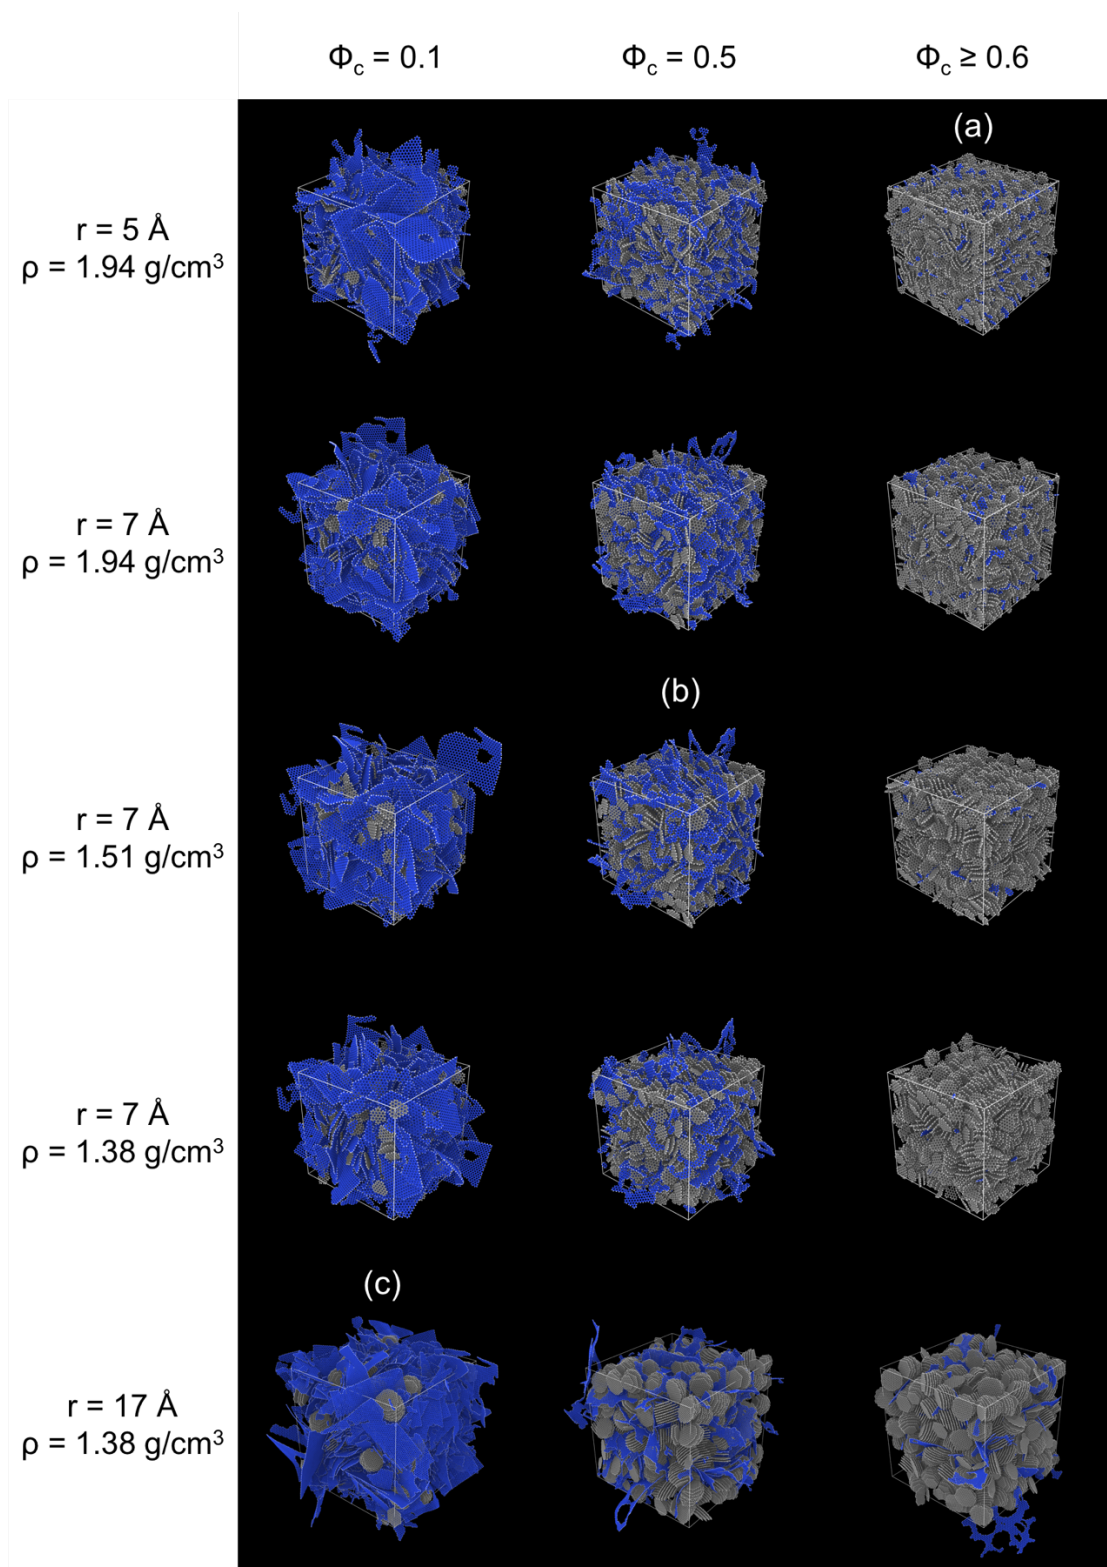 Φc = 0.1 Φc = 0.5 Φc ≥ 0.6
(a)
r = 5 Å
ρ = 1.94 g/cm3
r = 7 Å
ρ = 1.94 g/cm3
(b)
r = 7 Å
ρ = 1.51 g/cm3
r = 7 Å
ρ = 1.38 g/cm3
(c)
r = 17 Å
ρ = 1.38 g/cm3